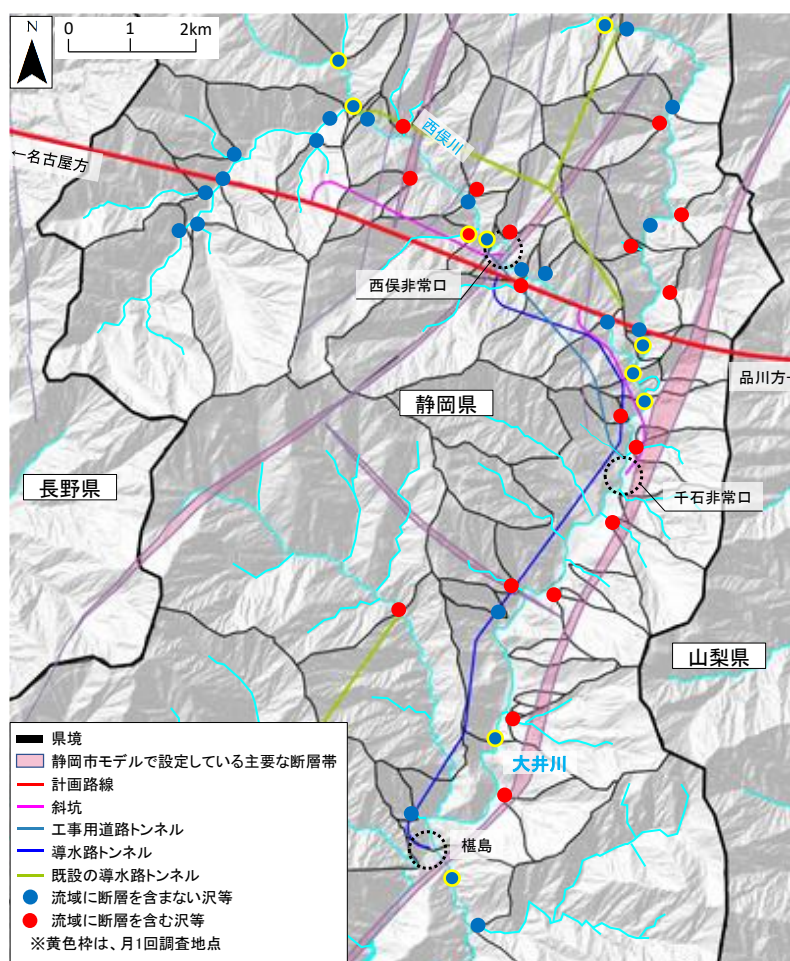 N
0 1 2km
西俣川
←名古屋方
西俣非常口
品川方→
静岡県
長野県
千石非常口
山梨県
大井川
椹島
県境
静岡市モデルで設定している主要な断層帯
計画路線
斜坑
工事用道路トンネル
導水路トンネル
既設の導水路トンネル
流域に断層を含まない沢等
流域に断層を含む沢等
※黄色枠は、月1回調査地点